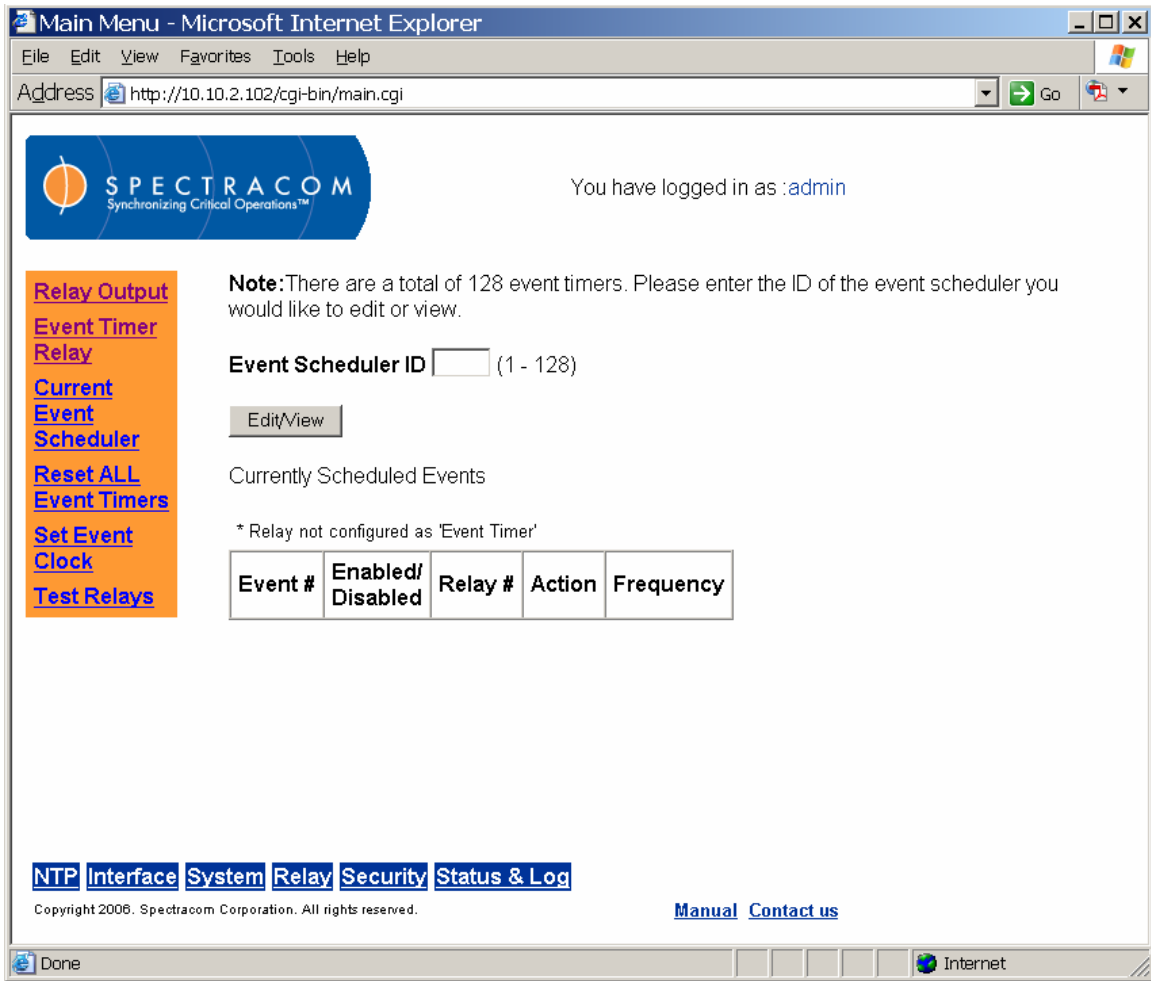 Main Menu - Microsoft Internet Explorer
File Edit View Favorites Tools Help
Address http://10.10.2.102/cgi-bin/main.cgi Go
SPECTRACOM
Synchronizing Critical Operations™
You have logged in as :admin
Relay Output
Event Timer
Relay
Current
Event
Scheduler
Reset ALL
Event Timers
Set Event
Clock
Test Relays
Note:There are a total of 128 event timers. Please enter the ID of the event scheduler you
would like to edit or view.
Event Scheduler ID (1 - 128)
Edit/View
Currently Scheduled Events
* Relay not configured as 'Event Timer'
Event # Enabled/ Disabled Relay # Action Frequency
NTP Interface System Relay Security Status & Log
Copyright 2006. Spectracom Corporation. All rights reserved.
Manual Contact us
Done Internet